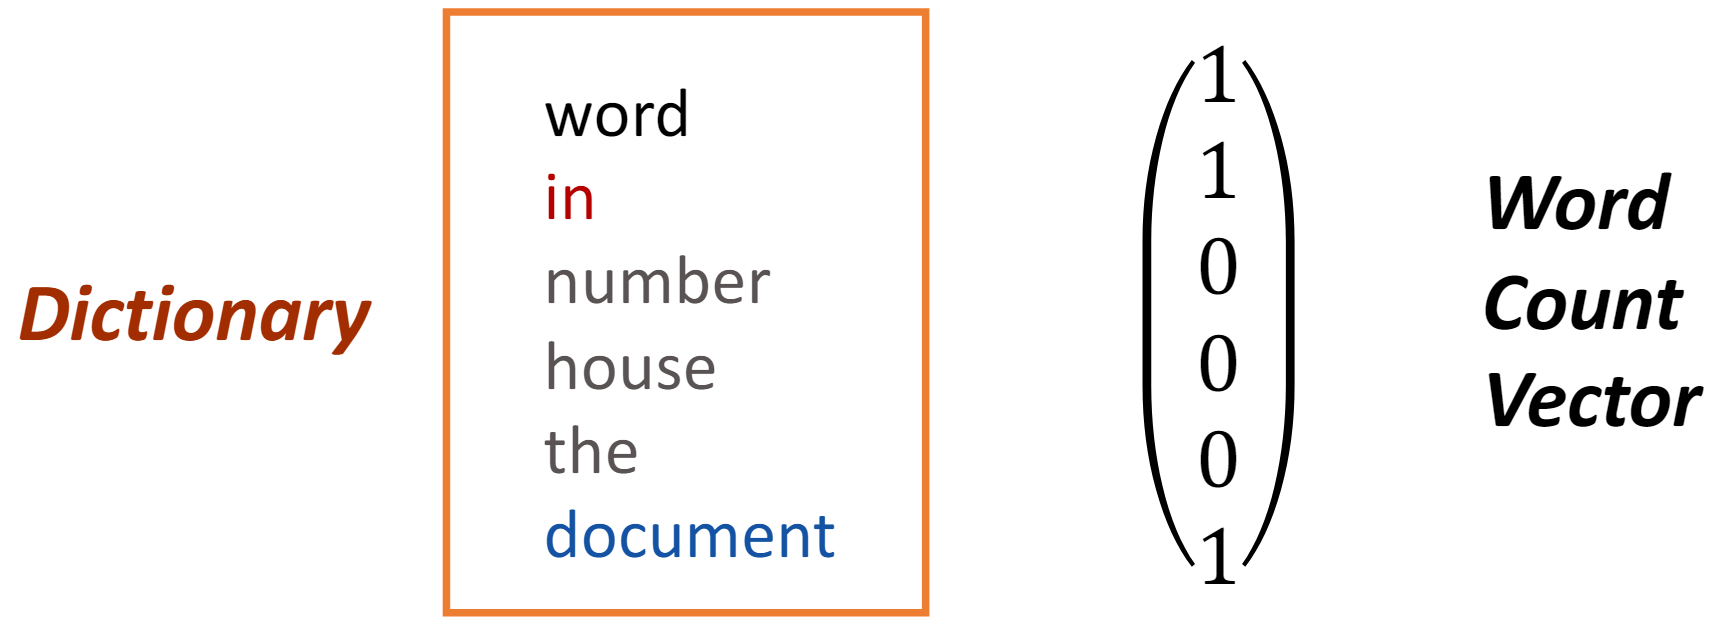 Dictionary
word
in
number
house
the
document
1
1
0
0
0
1
Word
Count
Vector